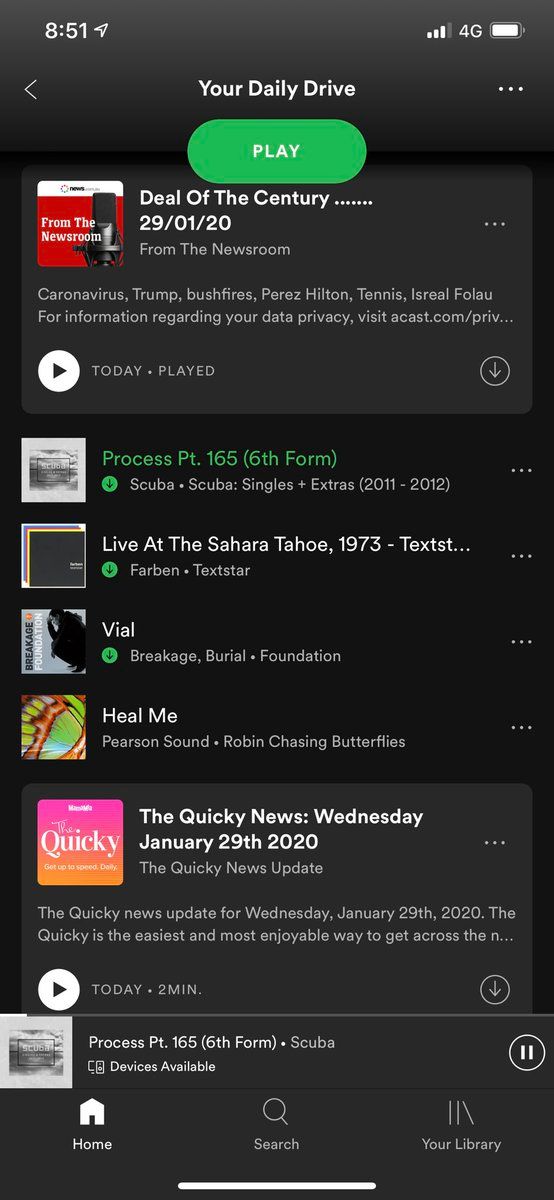 8:51
4G
Your Daily Drive
PLAY
news
From The
Newsroom
Deal Of The Century .......
29/01/20
From The Newsroom
Caronavirus, Trump, bushfires, Perez Hilton, Tennis, Isreal Folau
For information regarding your data privacy, visit acast.com/priv...
TODAY • PLAYED
scuba
Process Pt. 165 (6th Form)
Scuba • Scuba: Singles + Extras (2011 - 2012)
Farben
textstar
Live At The Sahara Tahoe, 1973 - Textst...
Farben • Textstar
BREAKAGE
FOUNDATION
Vial
Breakage, Burial • Foundation
Heal Me
Pearson Sound • Robin Chasing Butterflies
MamaMia
The
Quicky
Get up to speed. Daily.
The Quicky News: Wednesday
January 29th 2020
The Quicky News Update
The Quicky news update for Wednesday, January 29th, 2020. The
Quicky is the easiest and most enjoyable way to get across the n...
TODAY • 2MIN.
Process Pt. 165 (6th Form) • Scuba
Devices Available
Home
Search
Your Library